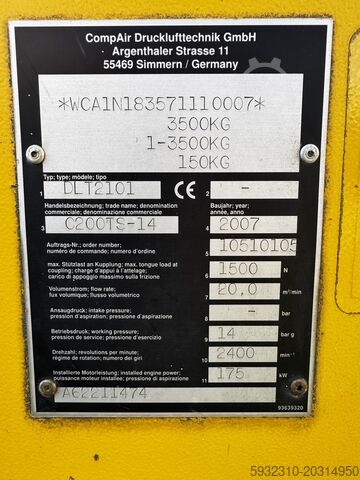 CompAir Drucklufttechnik GmbH
Argenthaler Strasse 11
55469 Simmern / Germany
*WCA1N183571110007*
3500KG
1-3500KG
150KG
Typ; type; modèle; tipo
1 DLT2101 CE 2 -
Handelsbezeichnung; trade name; denomination commerciale; denominazione commerciale
Baujahr; year; année, anno
3 C200TS-14 4 2007
Auftrags-Nr.; order number; numéro de commande; numero d'ordine
5 10510105
max. Stützlast an Kupplung; max. tongue load at coupling; charge d'appui à l'attelage; carico di appoggio massimo sulla frizione
6 1500 N
Volumenstrom; flow rate; flux volumique; flusso volumetrico
7 20,0 m³/min
Ansaugdruck; intake pressure; pression d'aspiration; pressione d'aspirazione
8 - bar
Betriebsdruck; working pressure; pression de service; pressione d'esercizio
9 14 bar g
Drehzahl; revolutions per minute; nombre de rotation; numero di giri
10 2400 min⁻¹
Installierte Motorleistung; installed engine power; puissance moteur installée; pressione di aspirazione
11 175 kW
A62211474
93639320
5932310-20314950